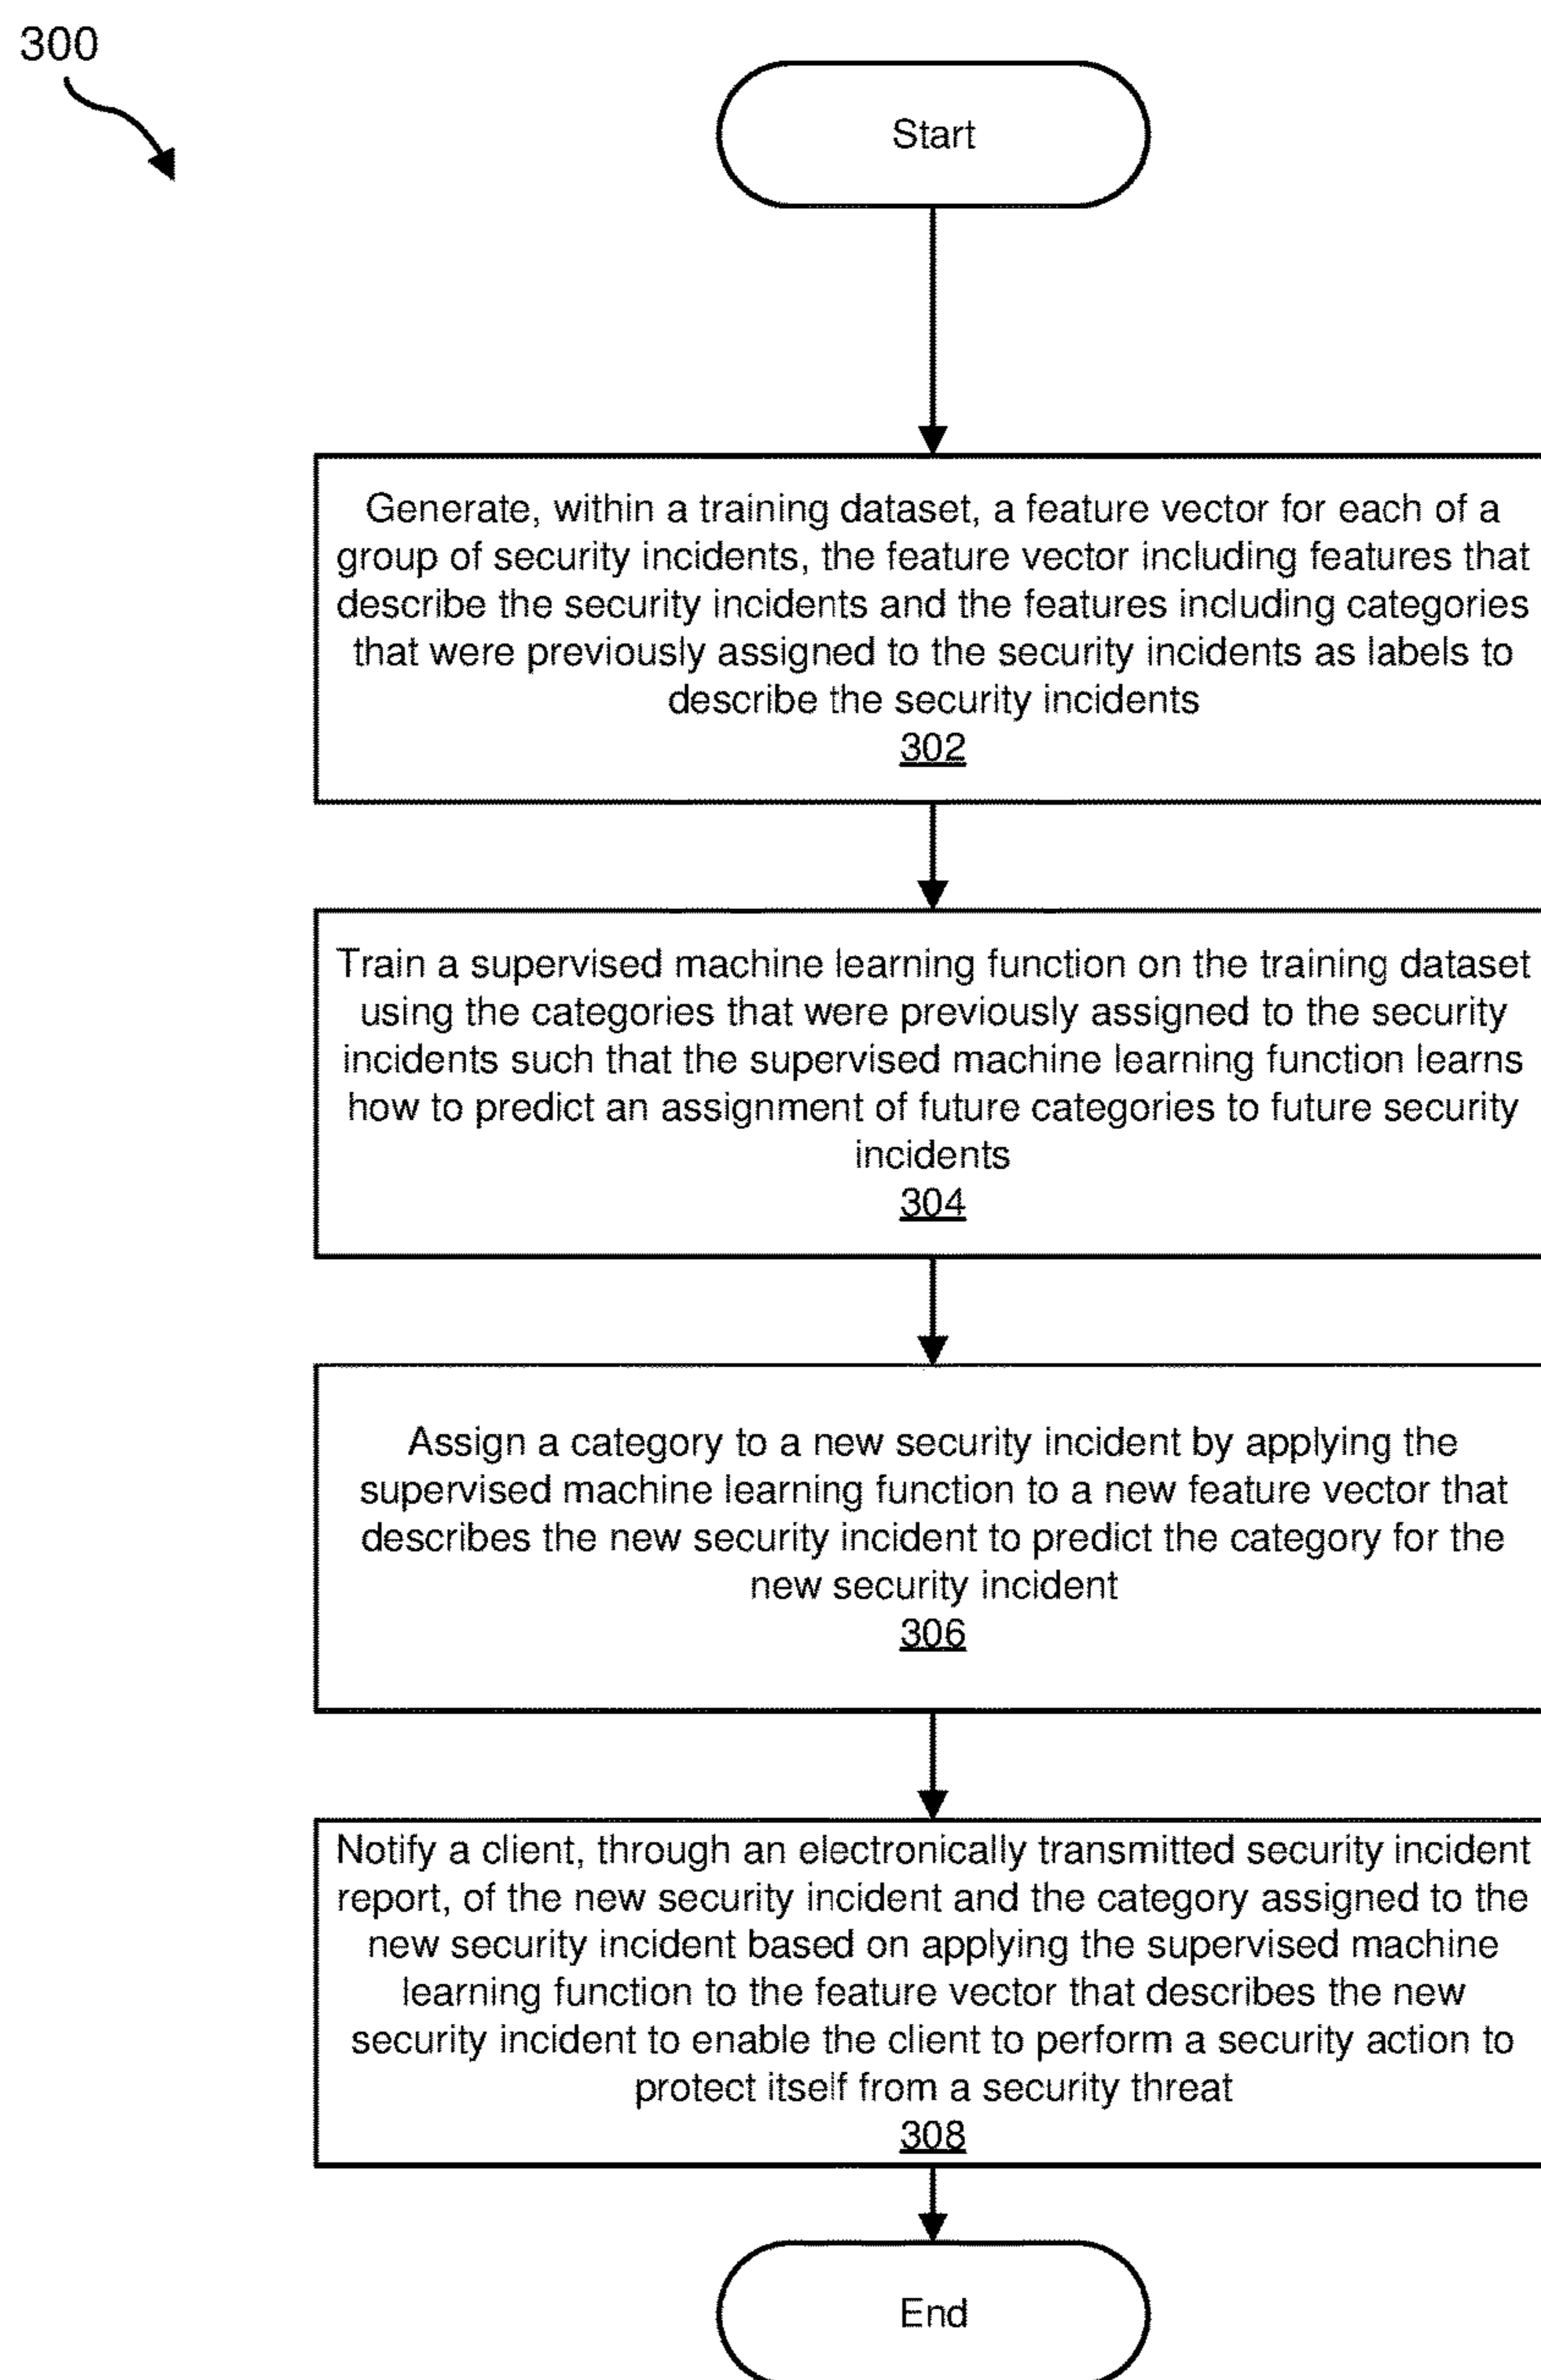 300
Start
Generate, within a training dataset, a feature vector for each of a
group of security incidents, the feature vector including features that
describe the security incidents and the features including categories
that were previously assigned to the security incidents as labels to
describe the security incidents
302
Train a supervised machine learning function on the training dataset
using the categories that were previously assigned to the security
incidents such that the supervised machine learning function learns
how to predict an assignment of future categories to future security
incidents
304
Assign a category to a new security incident by applying the
supervised machine learning function to a new feature vector that
describes the new security incident to predict the category for the
new security incident
306
Notify a client, through an electronically transmitted security incident
report, of the new security incident and the category assigned to the
new security incident based on applying the supervised machine
learning function to the feature vector that describes the new
security incident to enable the client to perform a security action to
protect itself from a security threat
308
End